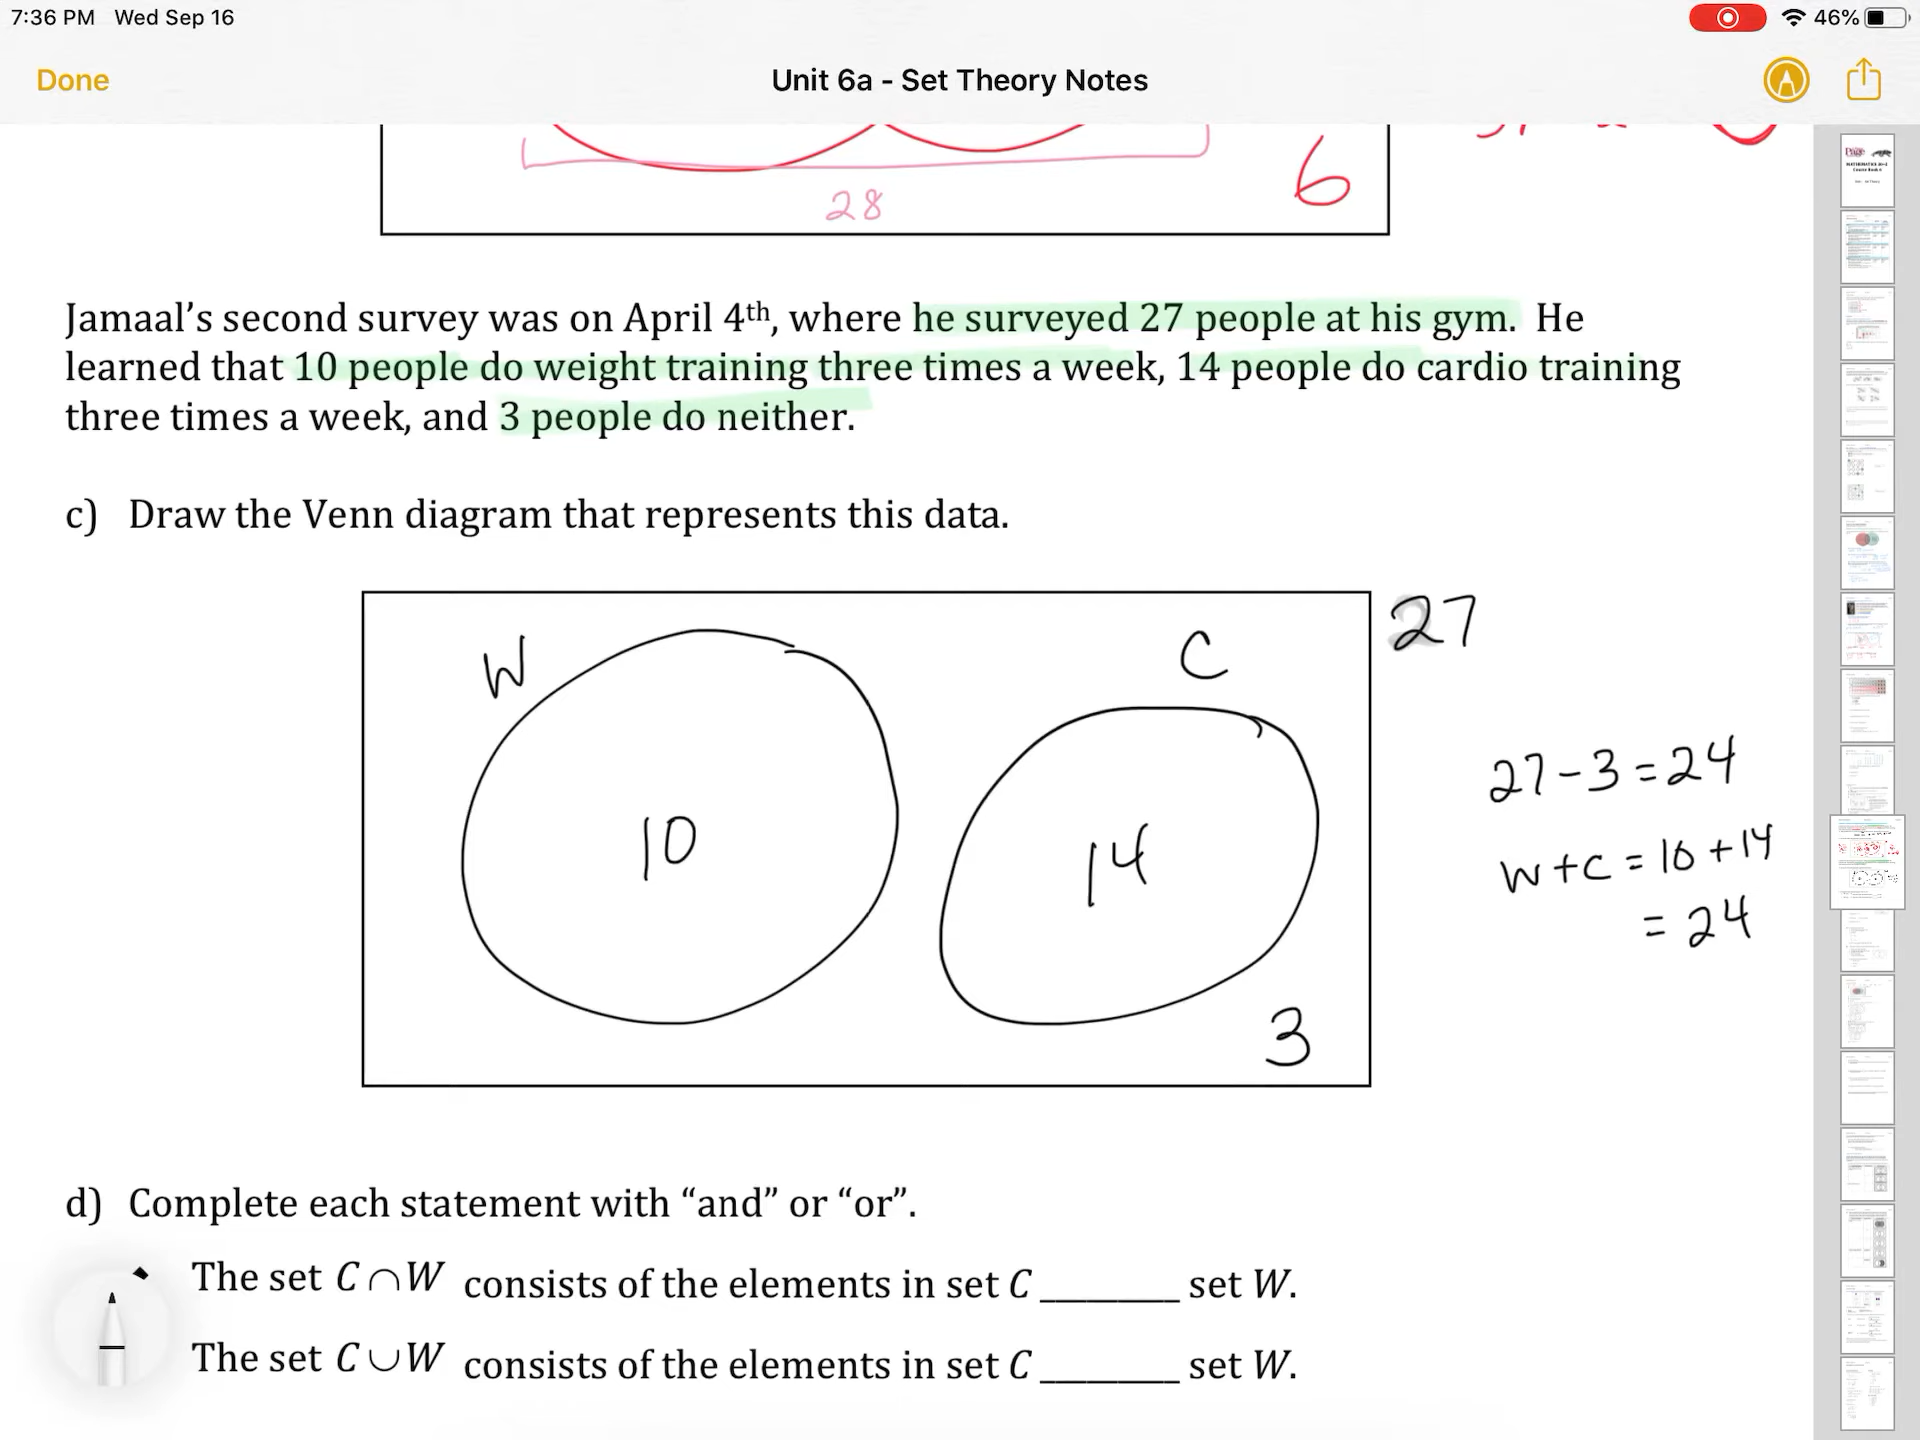 7:36 PM Wed Sep 16
46%
Done
Unit 6a - Set Theory Notes
28
6
Jamaal's second survey was on April 4th, where he surveyed 27 people at his gym. He
learned that 10 people do weight training three times a week, 14 people do cardio training
three times a week, and 3 people do neither.
c) Draw the Venn diagram that represents this data.
27
W
C
10
14
3
27-3=24
W+C=10+14
=24
d) Complete each statement with “and” or “or”.
The set C∩W consists of the elements in set C _______ set W.
The set C∪W consists of the elements in set C _______ set W.